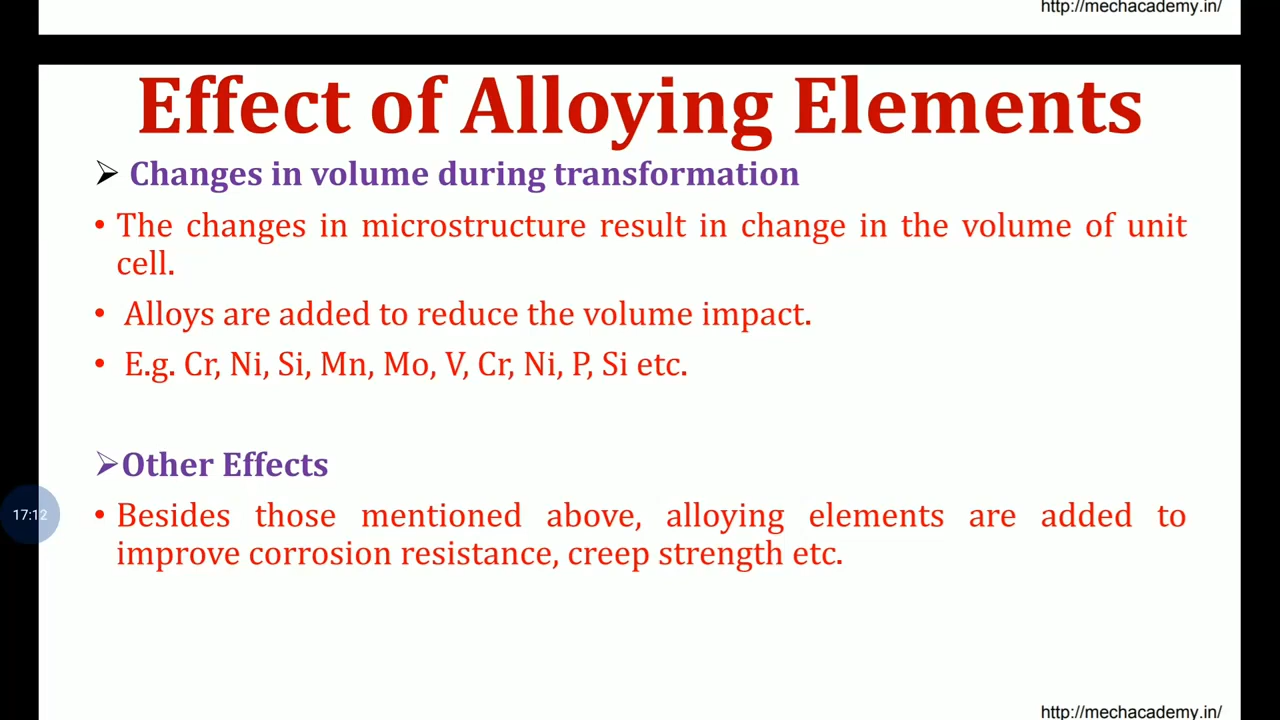 http://mechacademy.in/
Effect of Alloying Elements
➢ Changes in volume during transformation
• The changes in microstructure result in change in the volume of unit
cell.
• Alloys are added to reduce the volume impact.
• E.g. Cr, Ni, Si, Mn, Mo, V, Cr, Ni, P, Si etc.
➢Other Effects
17:12
• Besides those mentioned above, alloying elements are added to
improve corrosion resistance, creep strength etc.
http://mechacademy.in/